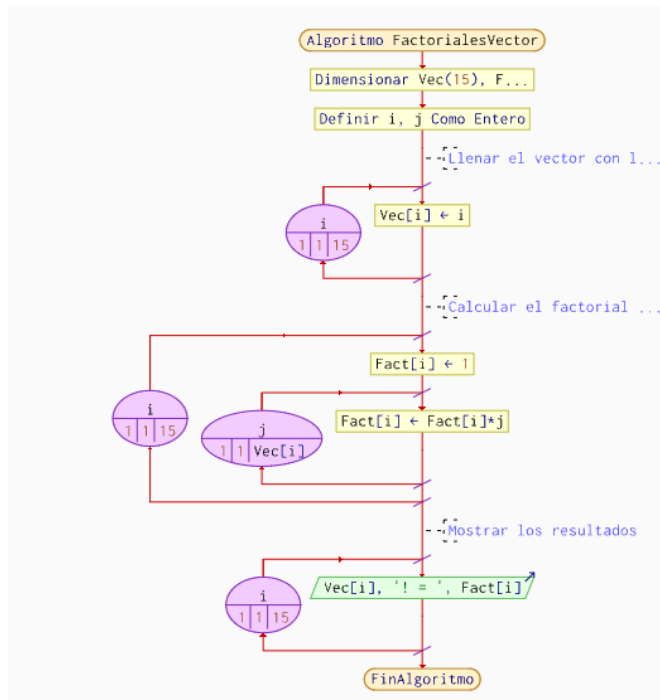 Algoritmo FactorialesVector
Dimensionar Vec(15), F...
Definir i, j Como Entero
Llenar el vector con l...
i
1 1 15
Vec[i] ← i
Calcular el factorial ...
Fact[i] ← 1
i
1 1 15
j
1 1 Vec[i]
Fact[i] ← Fact[i]*j
Mostrar los resultados
i
1 1 15
Vec[i], '! = ', Fact[i]
FinAlgoritmo